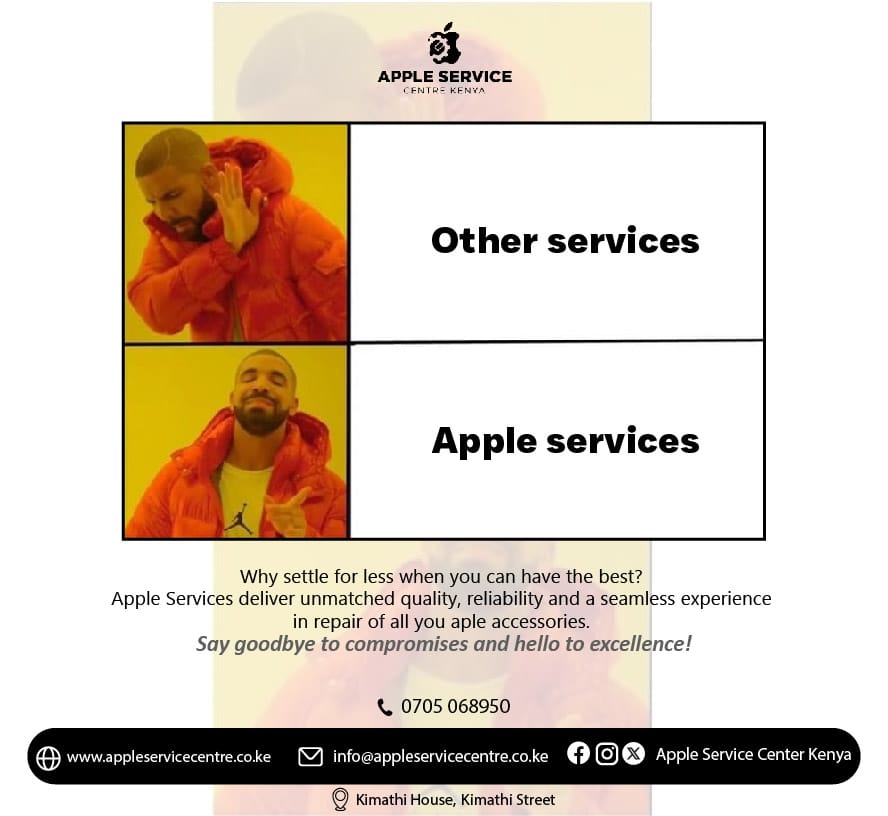 APPLE SERVICE
CENTRE KENYA
Other services
Apple services
Why settle for less when you can have the best?
Apple Services deliver unmatched quality, reliability and a seamless experience
in repair of all you aple accessories.
Say goodbye to compromises and hello to excellence!
0705 068950
www.appleservicecentre.co.ke info@appleservicecentre.co.ke Apple Service Center Kenya
Kimathi House, Kimathi Street